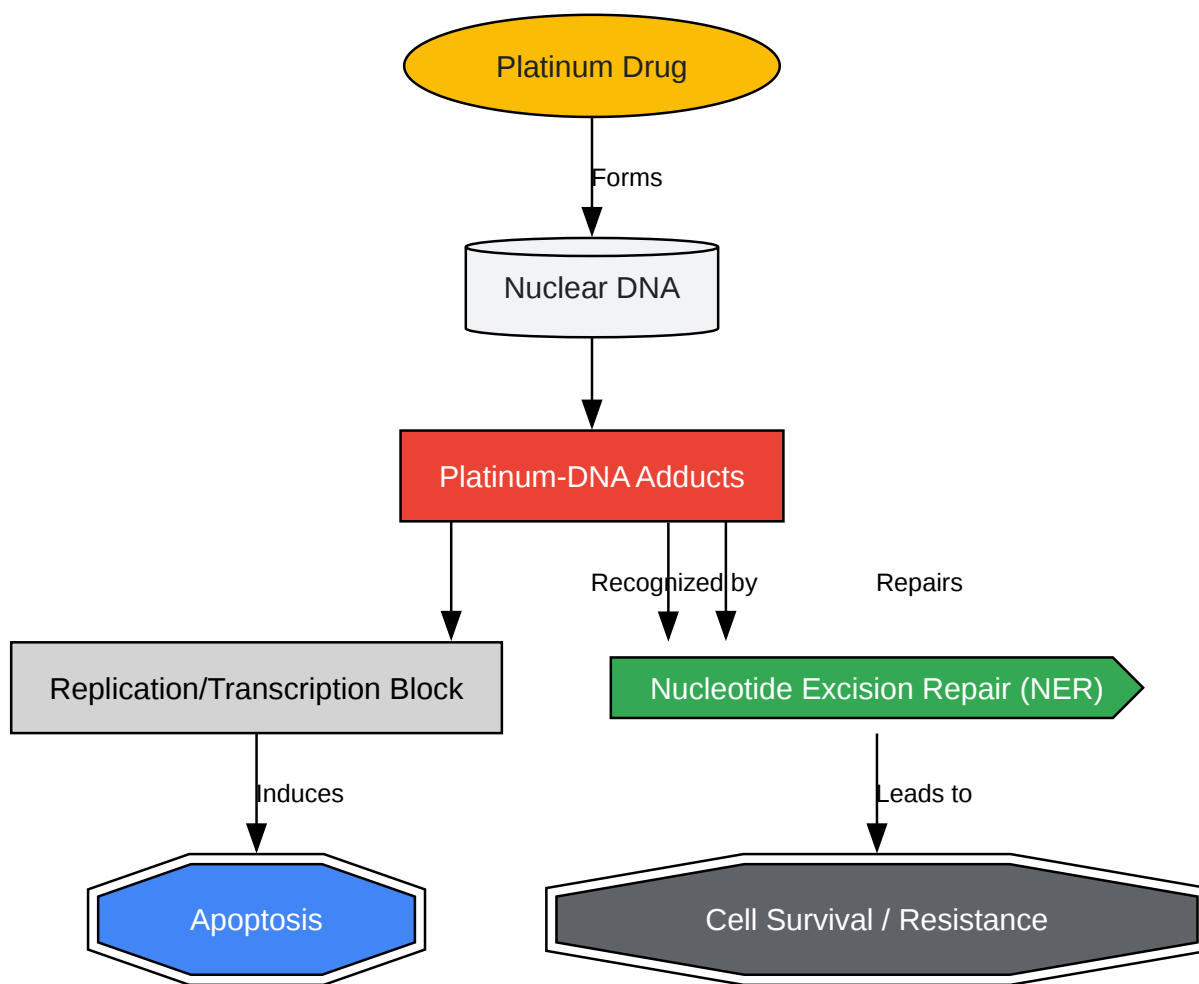 Platinum Drug
Forms
Nuclear DNA
Platinum-DNA Adducts
Recognized by
Repairs
Replication/Transcription Block
Nucleotide Excision Repair (NER)
Induces
Leads to
Apoptosis
Cell Survival / Resistance